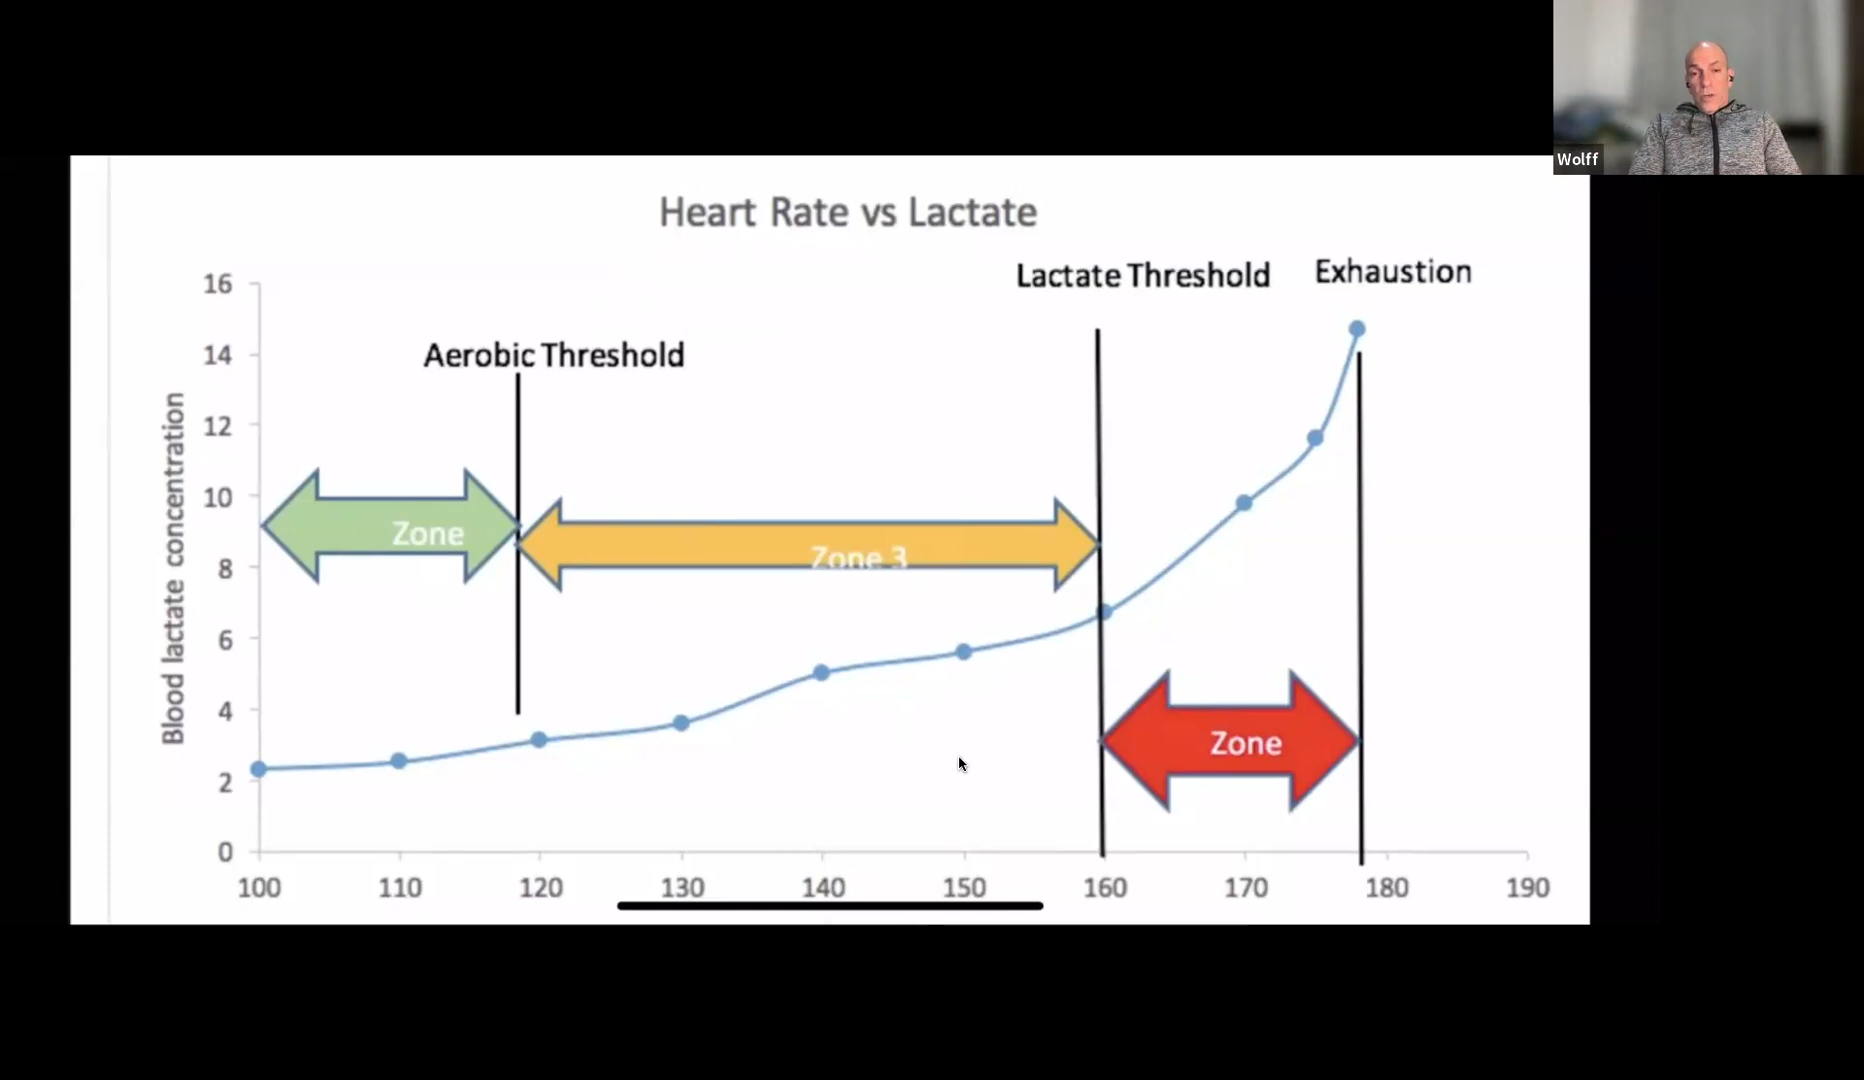 Wolff
Heart Rate vs Lactate
Lactate Threshold
Exhaustion
Aerobic Threshold
Blood lactate concentration
16
14
12
10
8
6
4
2
0
Zone
Zone 3
Zone
100 110 120 130 140 150 160 170 180 190